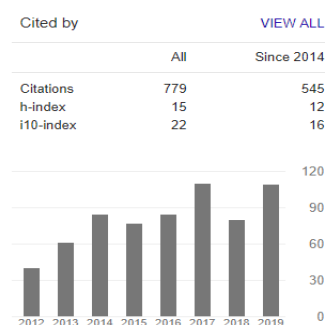 Cited by VIEW ALL
All Since 2014
Citations 779 545
h-index 15 12
i10-index 22 16
120
90
60
30
0
2012 2013 2014 2015 2016 2017 2018 2019